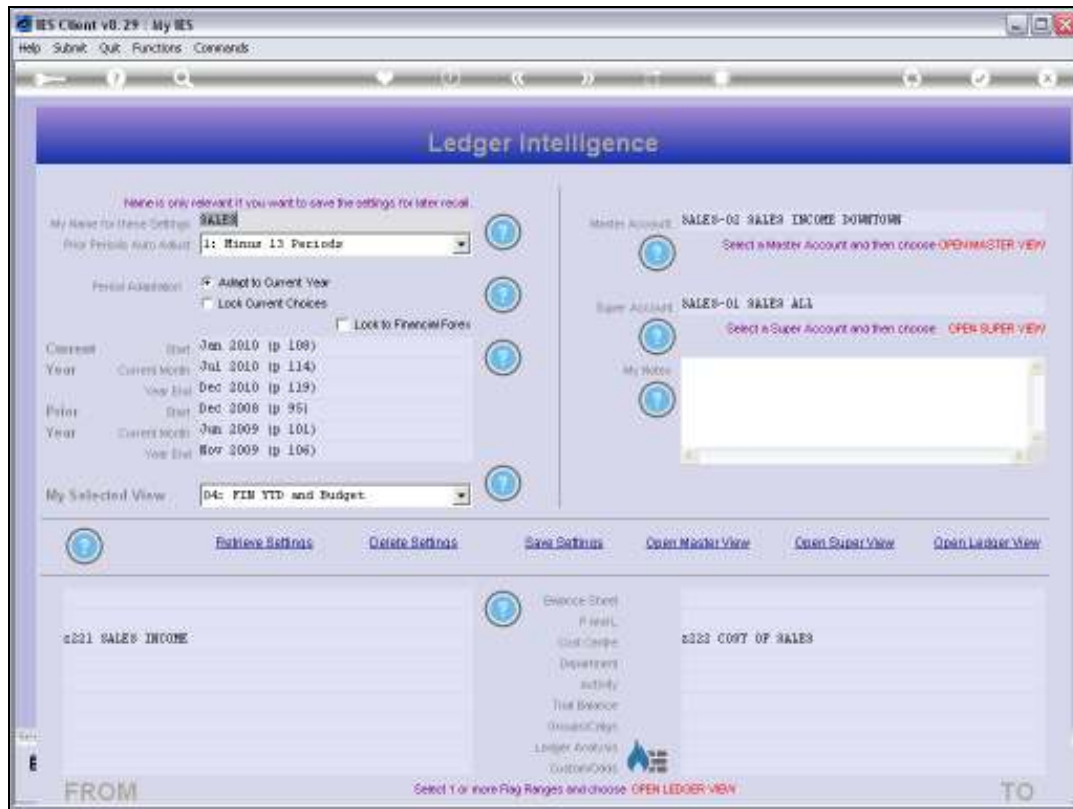 IES Client v8.29 : My IES
Help Submit Quit Functions Commands
Ledger Intelligence
Name is only relevant if you want to save the settings for later recall.
My Name for these Settings SALES
Prior Periods Auto Adjust 1: Minus 13 Periods
Period Adaptation Adapt to Current Year
Lock Current Choices
Lock to Financial Forex
Current Start Jan 2010 (p 108)
Year Current Month Jul 2010 (p 114)
Year End Dec 2010 (p 119)
Prior Start Dec 2008 (p 95)
Year Current Month Jun 2009 (p 101)
Year End Nov 2009 (p 106)
My Selected View 04: FIN YTD and Budget
Master Account SALES-02 SALES INCOME DOWNTOWN
Select a Master Account and then choose OPEN MASTER VIEW
Super Account SALES-01 SALES ALL
Select a Super Account and then choose OPEN SUPER VIEW
My Notes
Retrieve Settings Delete Settings Save Settings Open Master View Open Super View Open Ledger View
Balance Sheet
P and L
s221 SALES INCOME Cost Centre s222 COST OF SALES
Department
Activity
Trial Balance
Ledger Analysis
FROM Select 1 or more Flag Ranges and choose OPEN LEDGER VIEW TO